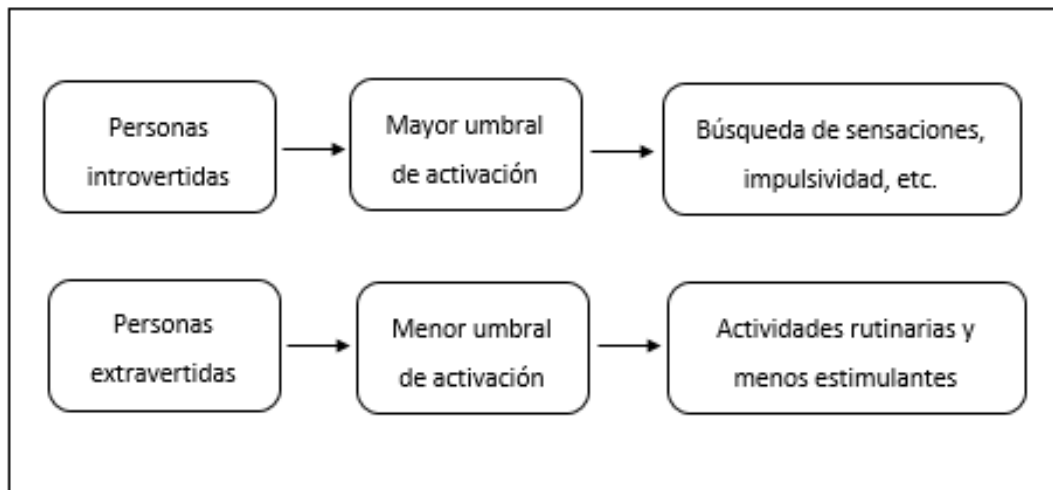 Personas
introvertidas
Mayor umbral
de activación
Búsqueda de sensaciones,
impulsividad, etc.
Personas
extravertidas
Menor umbral
de activación
Actividades rutinarias y
menos estimulantes